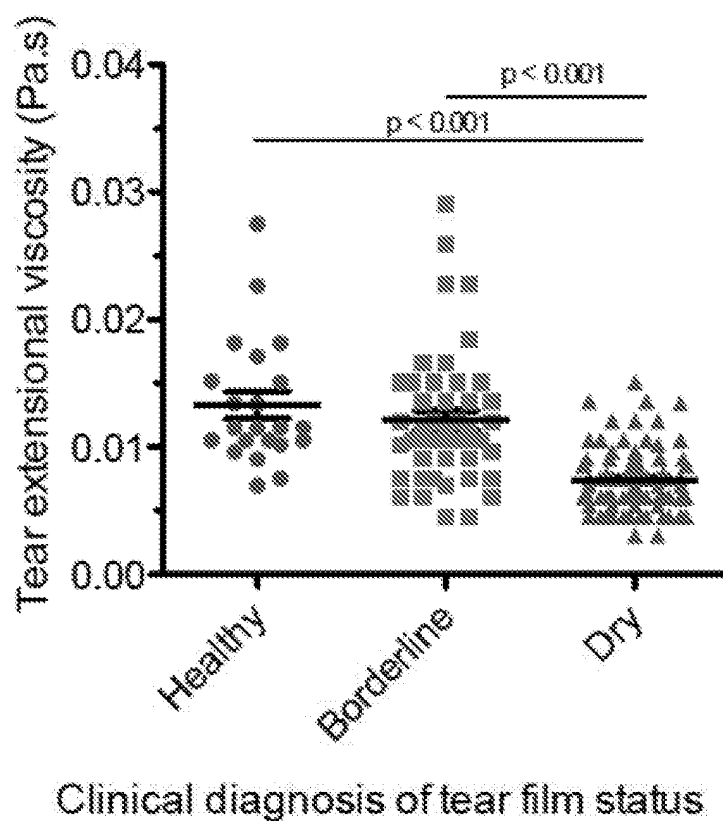 Tear extensional viscosity (Pa.s)
0.04
0.03
0.02
0.01
0.00
p < 0.001
p < 0.001
Healthy
Borderline
Dry
Clinical diagnosis of tear film status